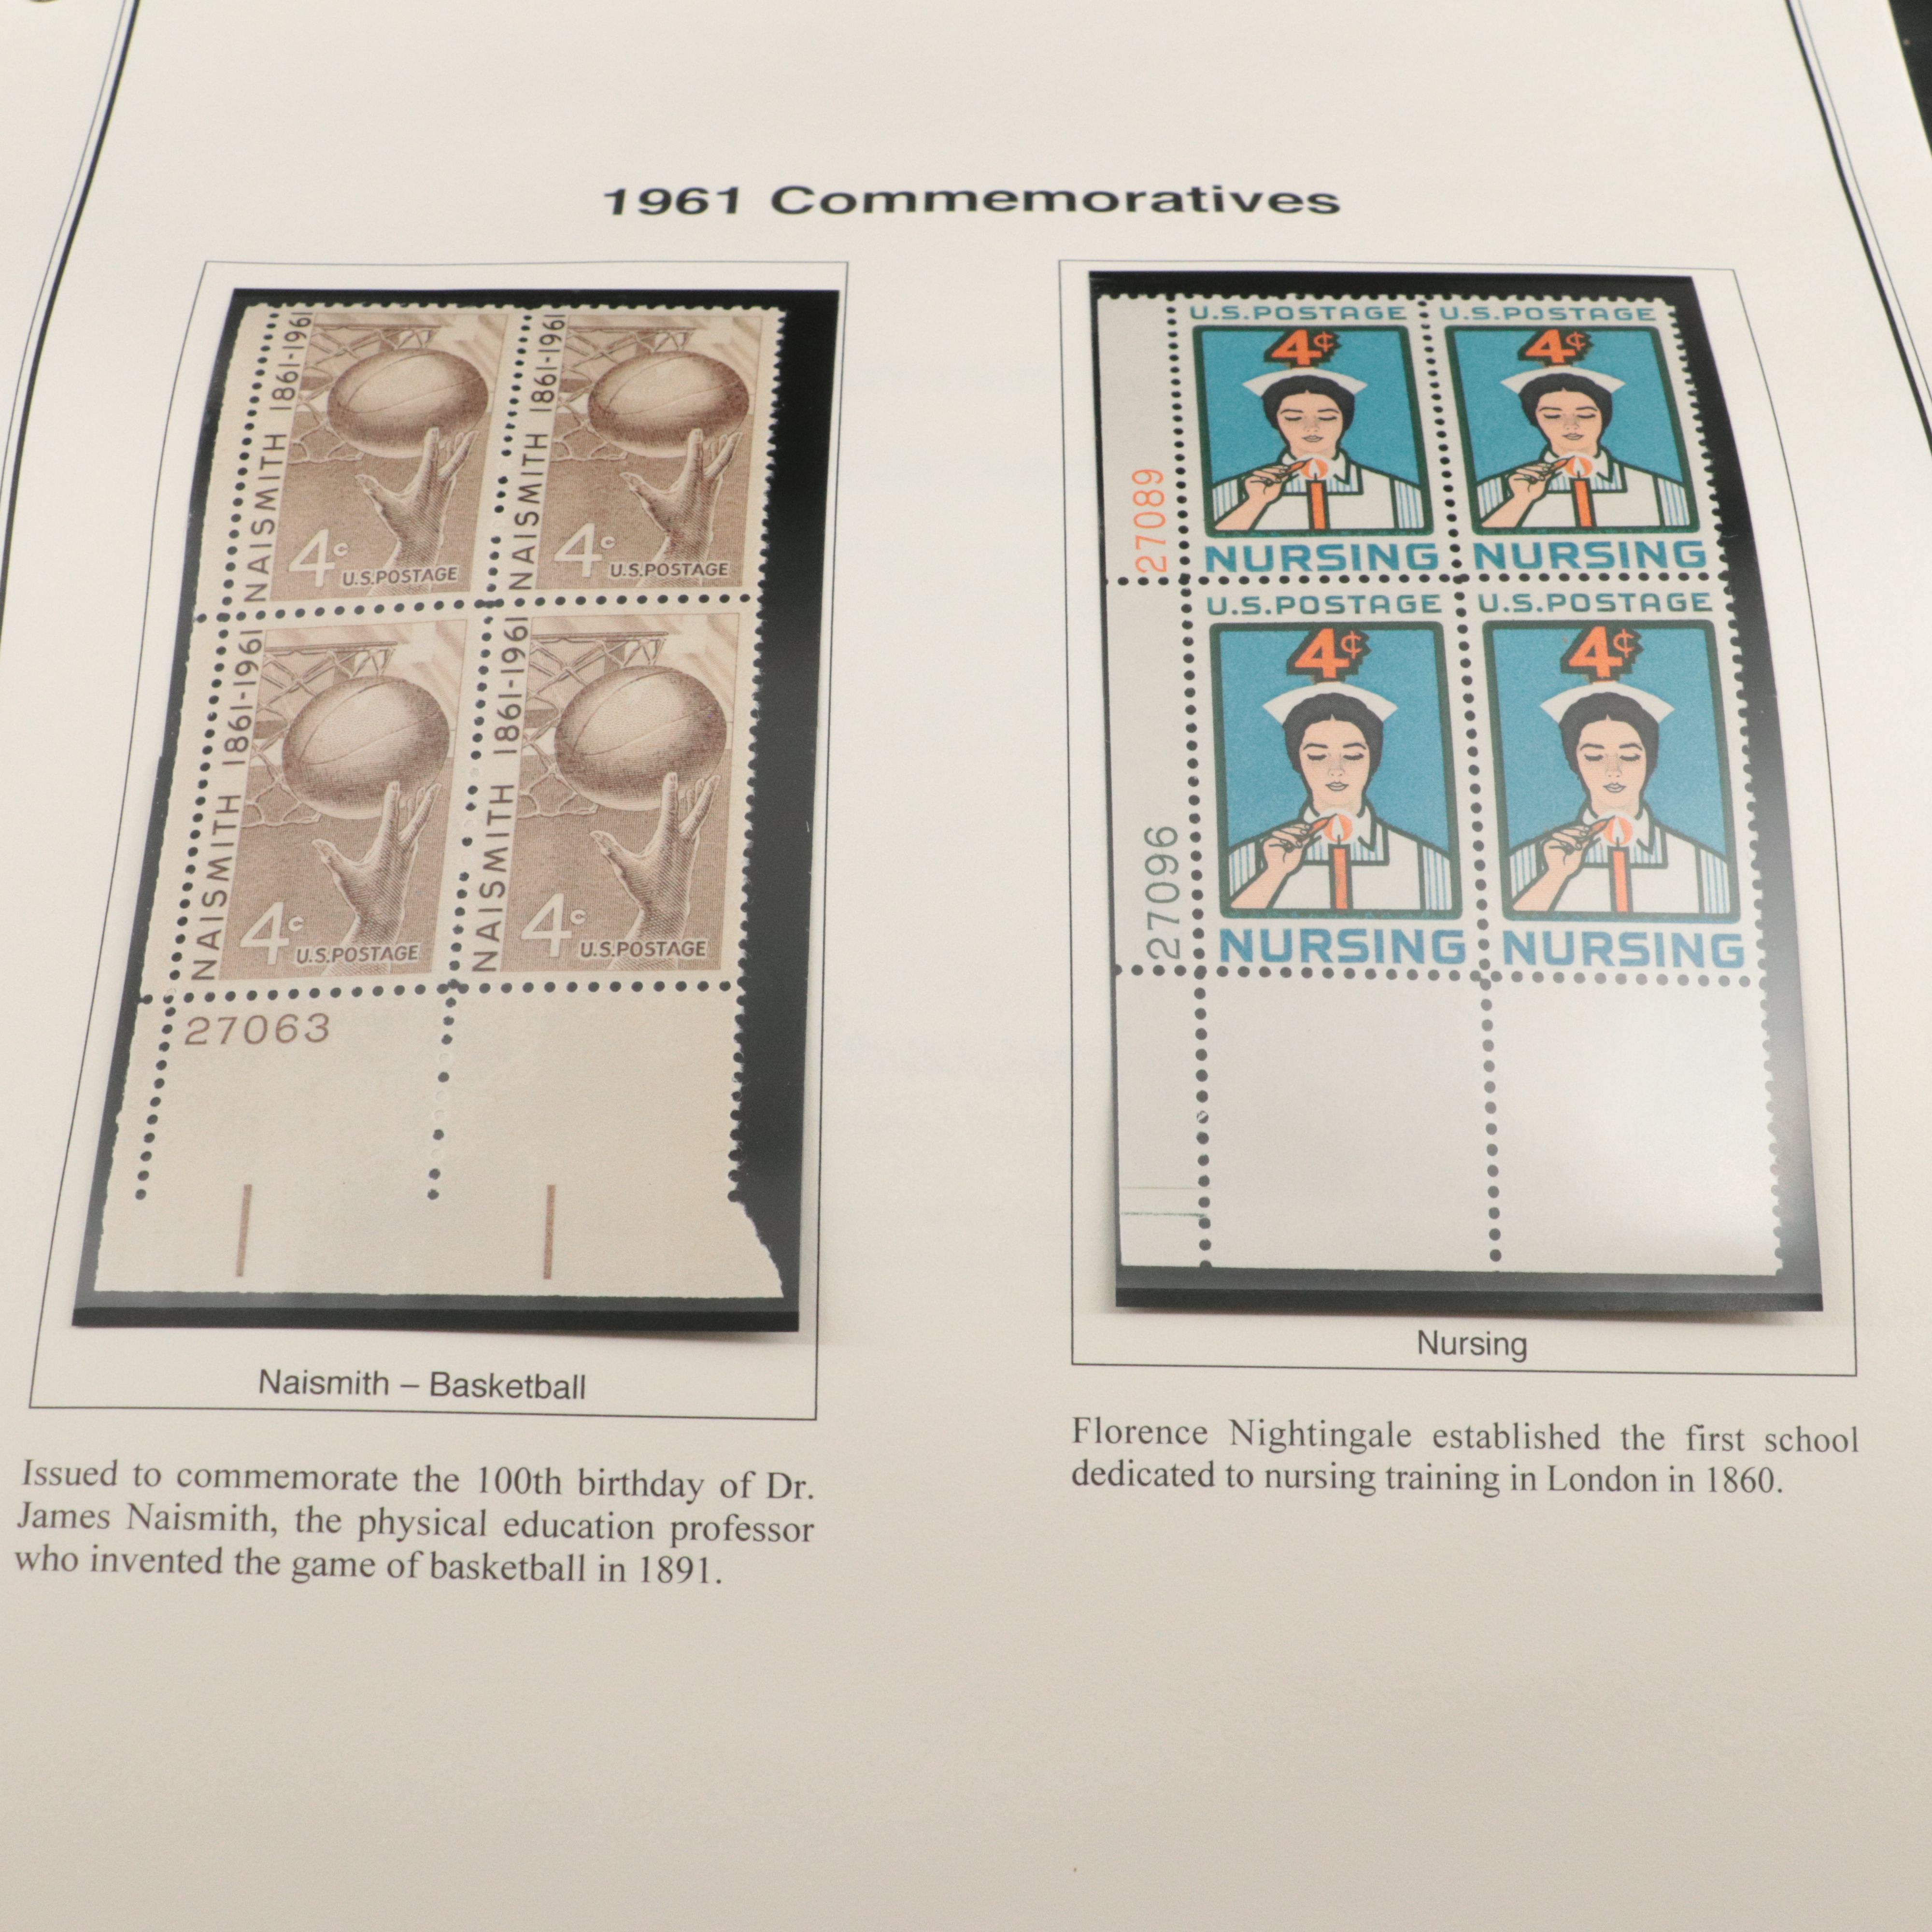 1961 Commemoratives
NAISMITH 1861-1961
4c
U.S.POSTAGE
NAISMITH 1861-1961
4c
U.S.POSTAGE
NAISMITH 1861-1961
4c
U.S.POSTAGE
NAISMITH 1861-1961
4c
U.S.POSTAGE
27063
Naismith – Basketball
Issued to commemorate the 100th birthday of Dr.
James Naismith, the physical education professor
who invented the game of basketball in 1891.
27089
U.S.POSTAGE
4¢
NURSING
U.S.POSTAGE
4¢
NURSING
27096
U.S.POSTAGE
4¢
NURSING
U.S.POSTAGE
4¢
NURSING
Nursing
Florence Nightingale established the first school
dedicated to nursing training in London in 1860.